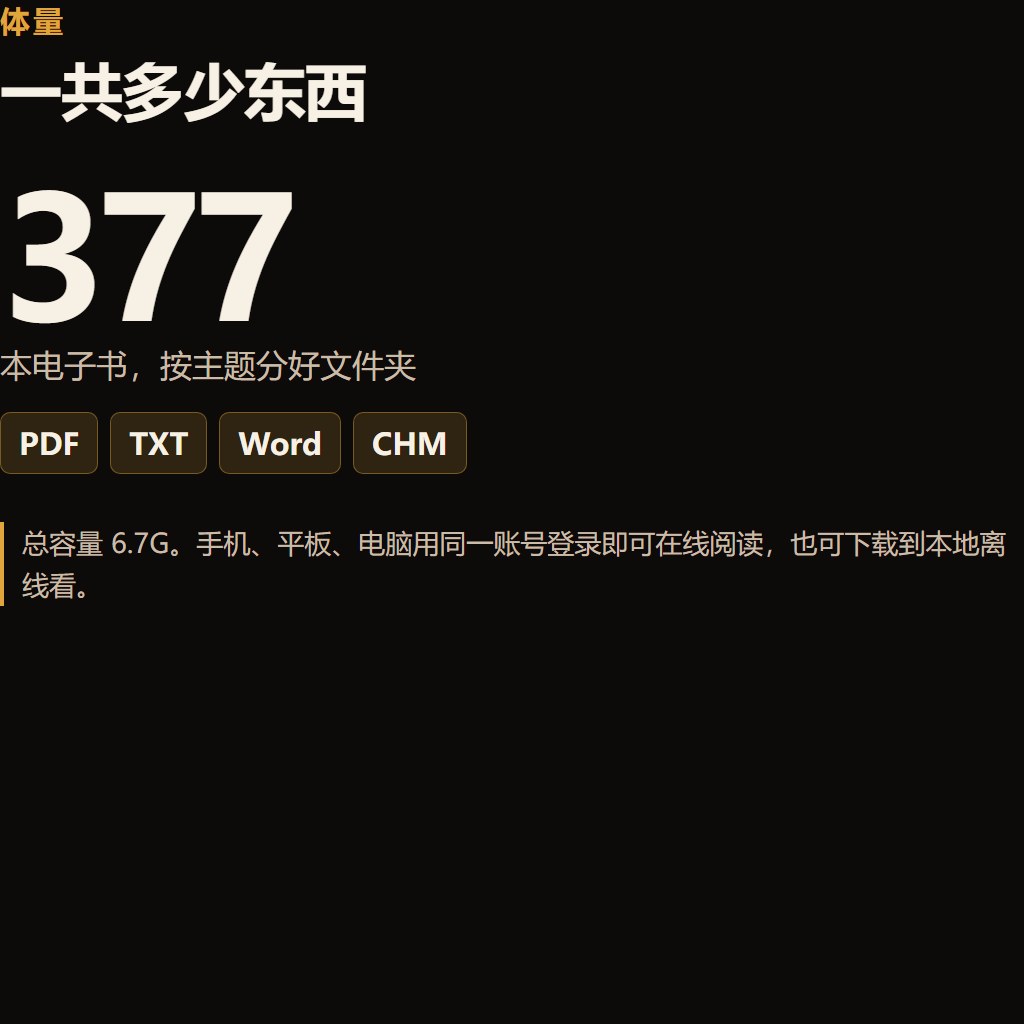 体量
一共多少东西
377
本电子书，按主题分好文件夹
PDF TXT Word CHM
总容量 6.7G。手机、平板、电脑用同一账号登录即可在线阅读，也可下载到本地离
线看。